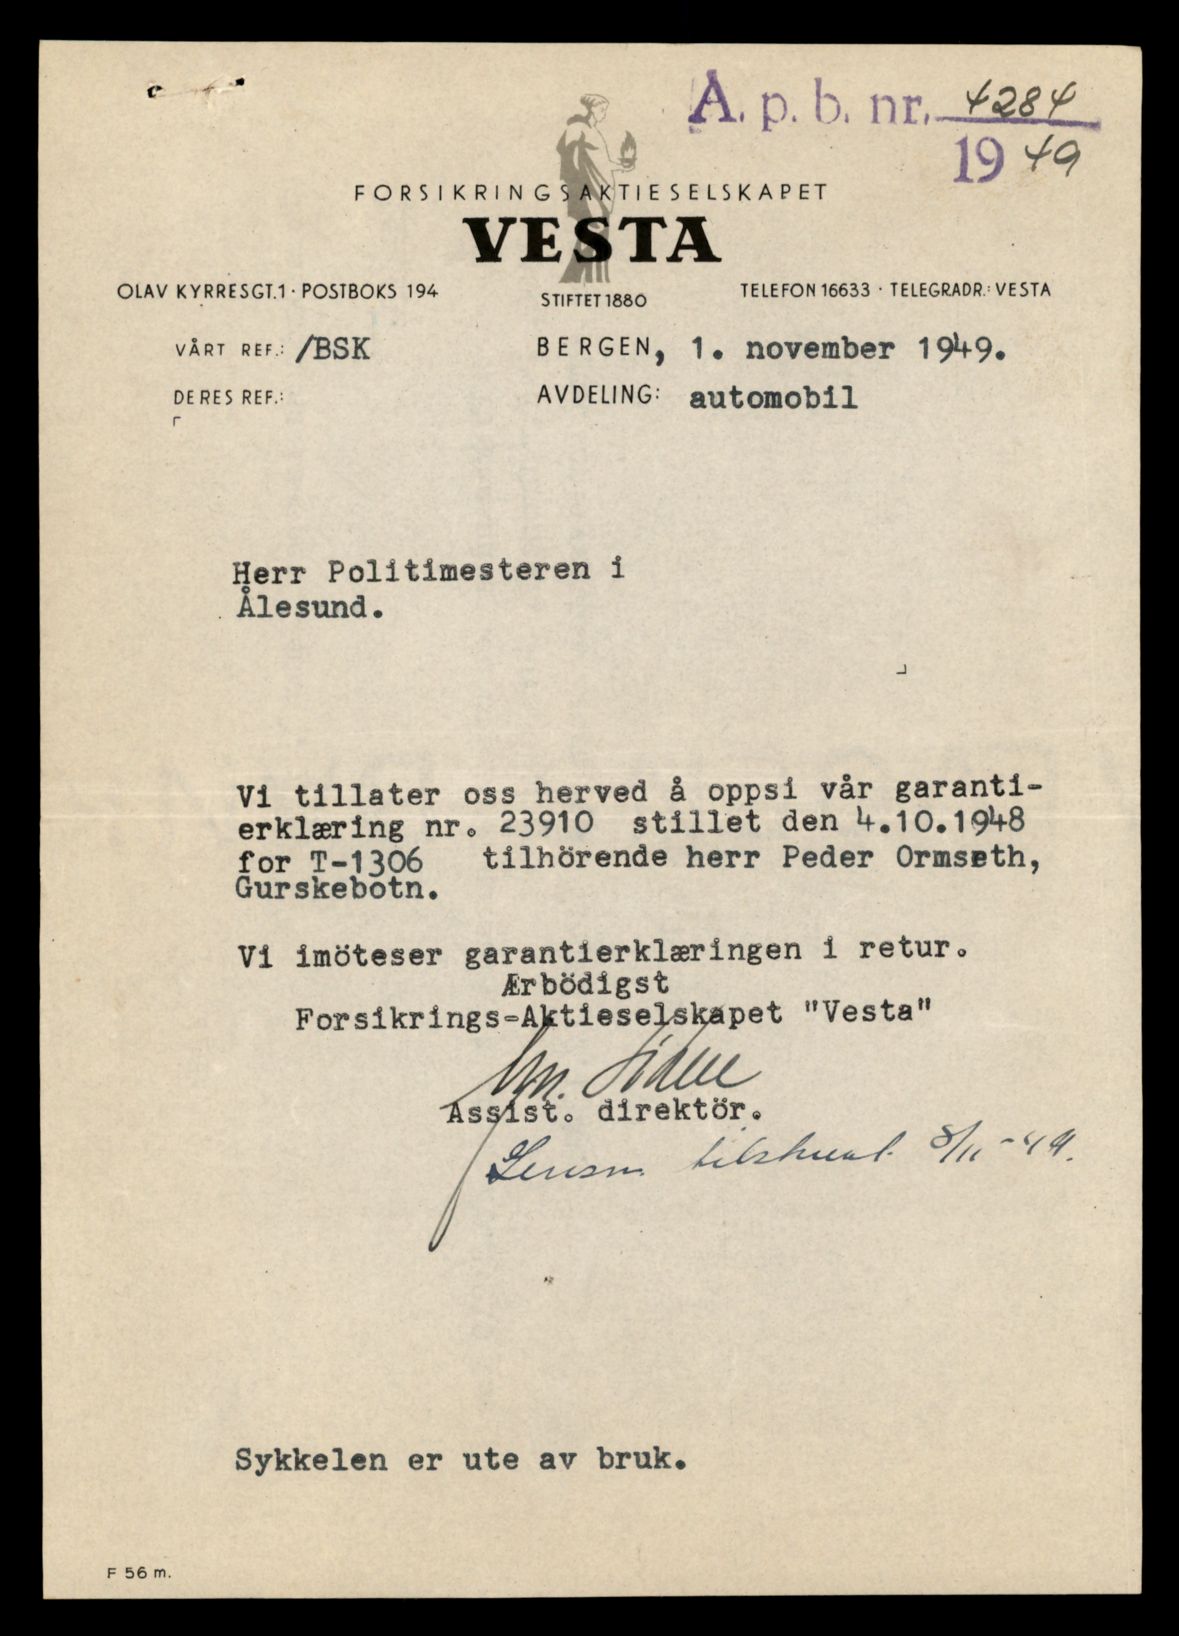 A. p. b. nr. 4284
1949
FORSIKRINGSAKTIESELSKAPET
VESTA
OLAV KYRRESGT.1 · POSTBOKS 194
STIFTET 1880
TELEFON 16633 · TELEGRADR.: VESTA
VÅRT REF.: /BSK
BERGEN, 1. november 1949.
DERES REF.:
AVDELING: automobil
Herr Politimesteren i
Ålesund.
Vi tillater oss herved å oppsi vår garanti-
erklæring nr. 23910 stillet den 4.10.1948
for T-1306 tilhörende herr Peder Ormseth,
Gurskebotn.
Vi imöteser garantierklæringen i retur.
Ærbödigst
Forsikrings-Aktieselskapet "Vesta"
Assist. direktör.
8/11-49.
Sykkelen er ute av bruk.
F 56 m.